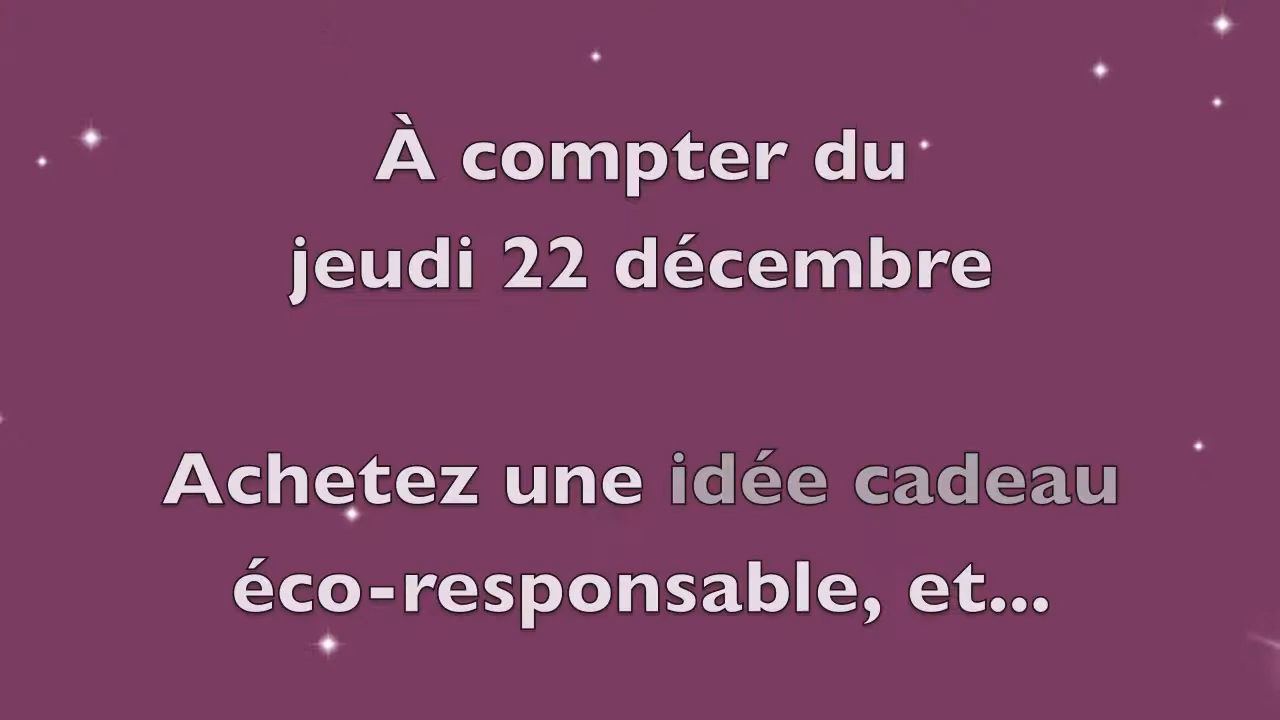 À compter du
jeudi 22 décembre
Achetez une idée cadeau
éco-responsable, et...